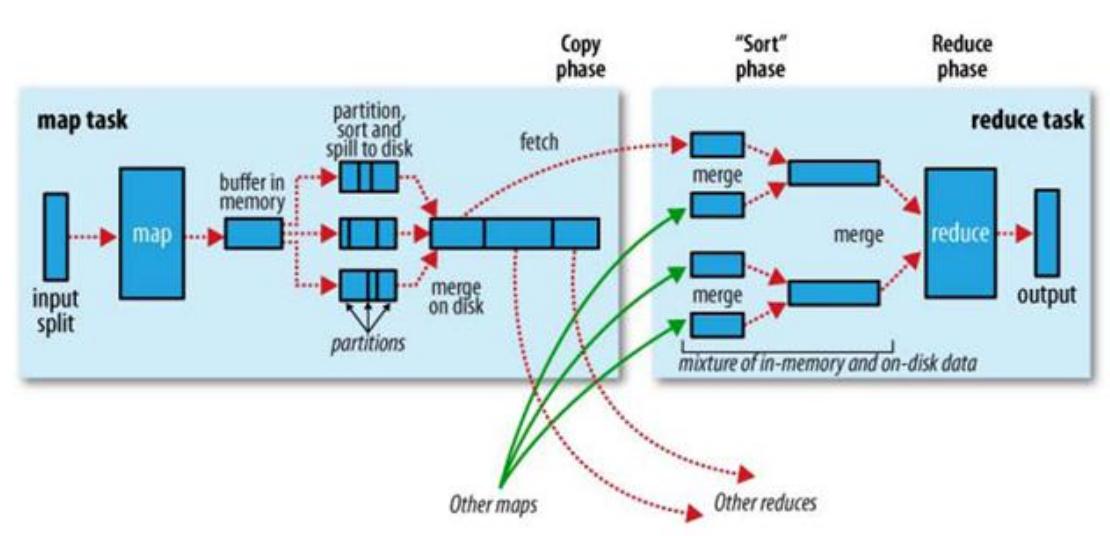 Copy
phase
“Sort”
phase
Reduce
phase
map task
partition,
sort and
spill to disk
fetch
reduce task
buffer in
memory
map
merge
merge
reduce
input
split
merge
on disk
merge
output
partitions
mixture of in-memory and on-disk data
Other maps
Other reduces